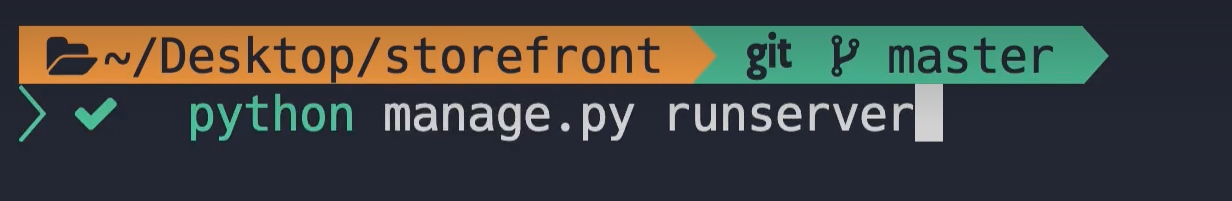 ~/Desktop/storefront git master
python manage.py runserver